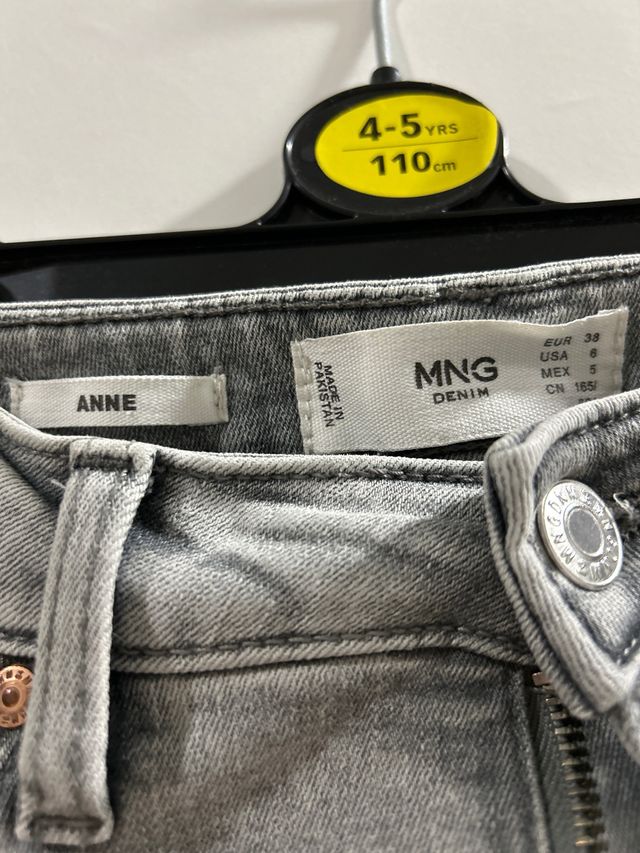 4-5 YRS
110 cm
ANNE
MADE IN
PAKISTAN
MNG
DENIM
EUR 38
USA 6
MEX 5
CN 165/